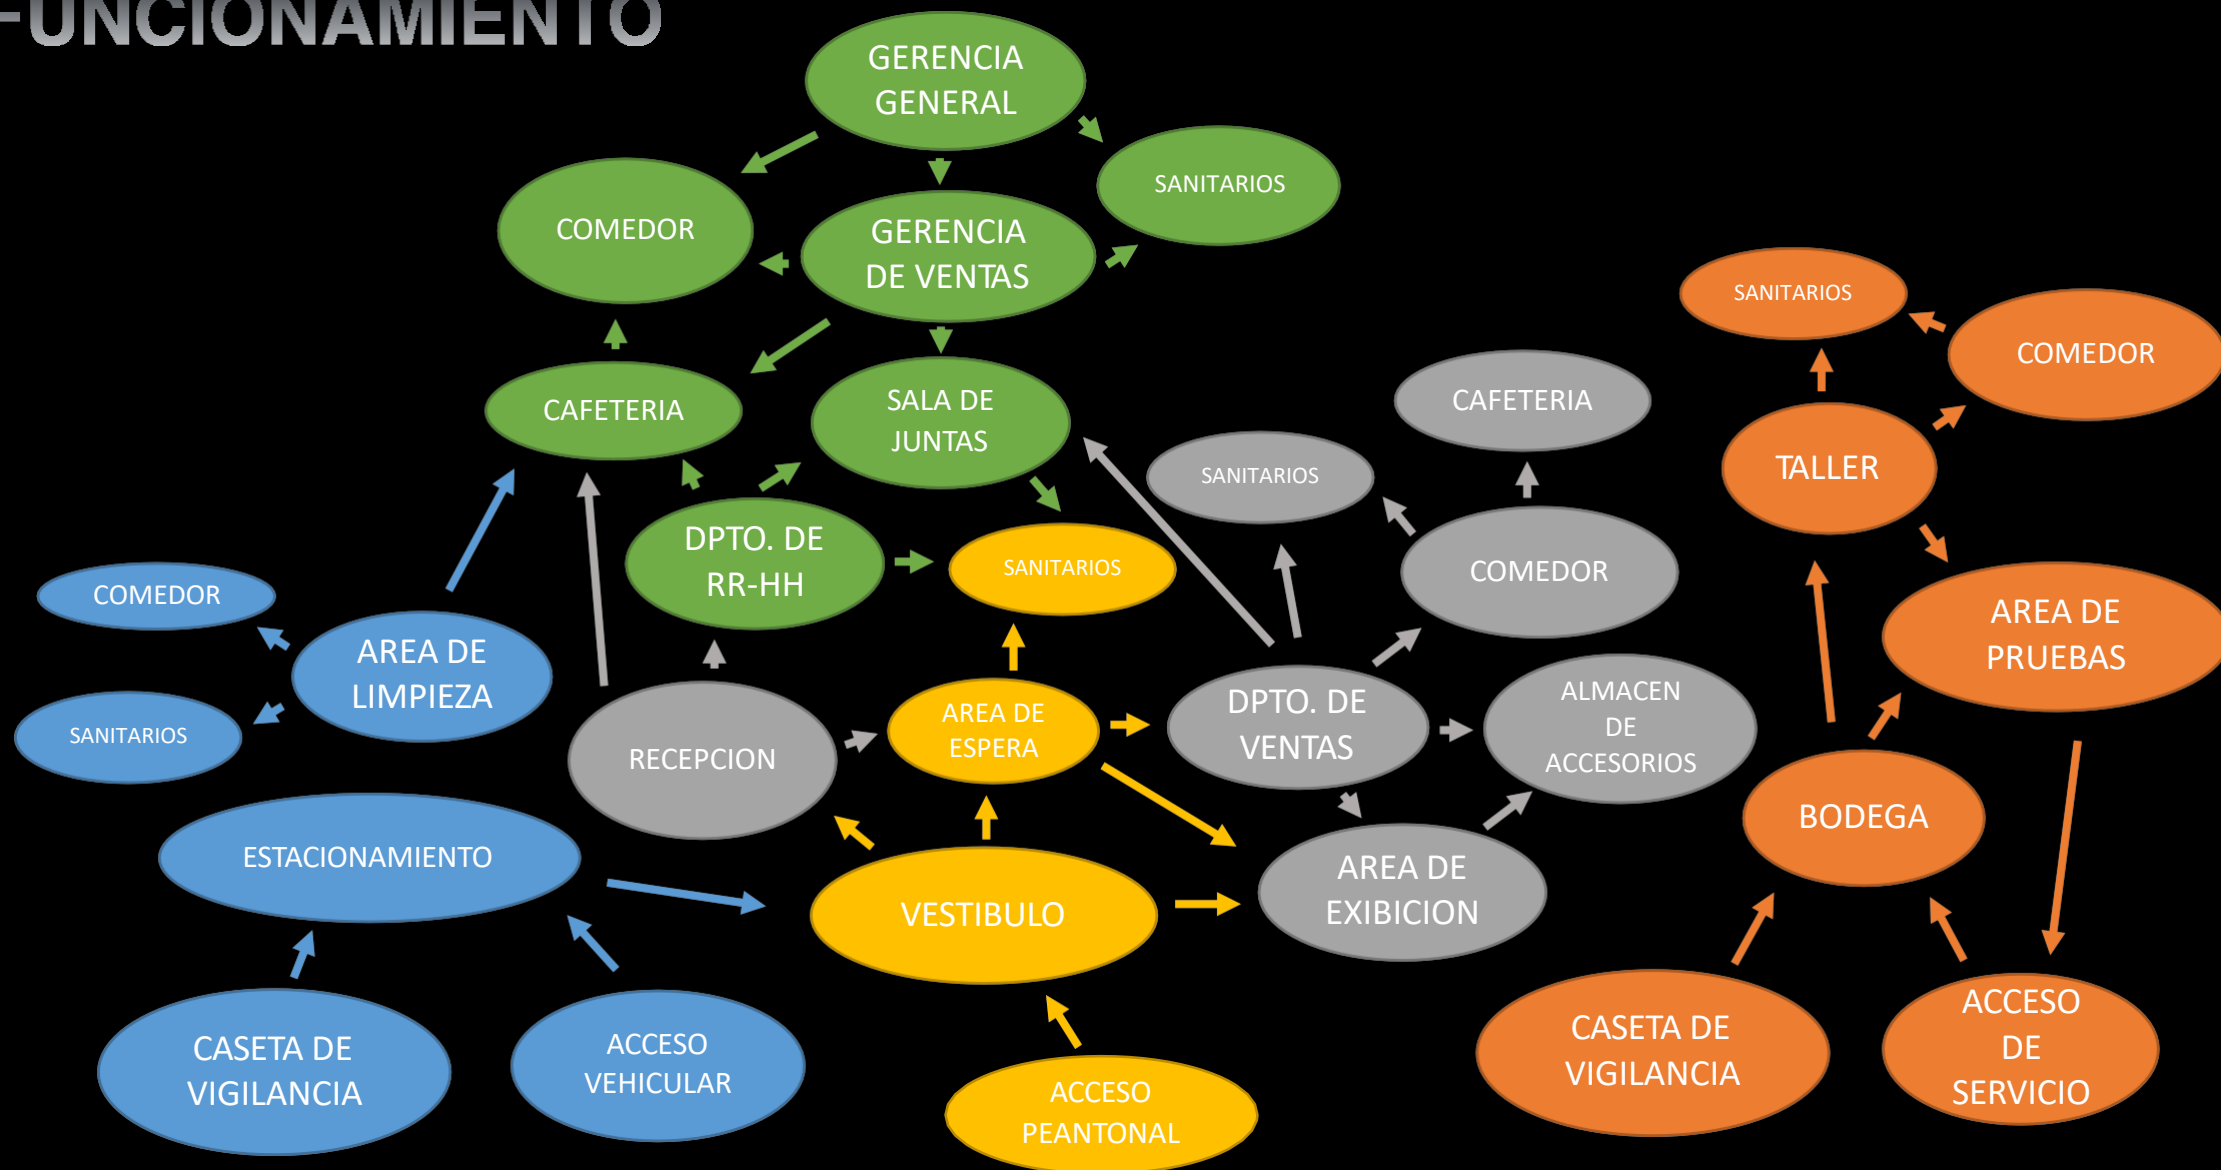 FUNCIONAMIENTO
GERENCIA
GENERAL
SANITARIOS
COMEDOR
GERENCIA
DE VENTAS
SANITARIOS
COMEDOR
CAFETERIA
SALA DE
JUNTAS
CAFETERIA
SANITARIOS
TALLER
DPTO. DE
RR-HH
SANITARIOS
COMEDOR
COMEDOR
AREA DE
PRUEBAS
AREA DE
LIMPIEZA
SANITARIOS
RECEPCION
AREA DE
ESPERA
DPTO. DE
VENTAS
ALMACEN
DE
ACCESORIOS
BODEGA
ESTACIONAMIENTO
VESTIBULO
AREA DE
EXIBICION
CASETA DE
VIGILANCIA
ACCESO
VEHICULAR
ACCESO
PEANTONAL
CASETA DE
VIGILANCIA
ACCESO
DE
SERVICIO